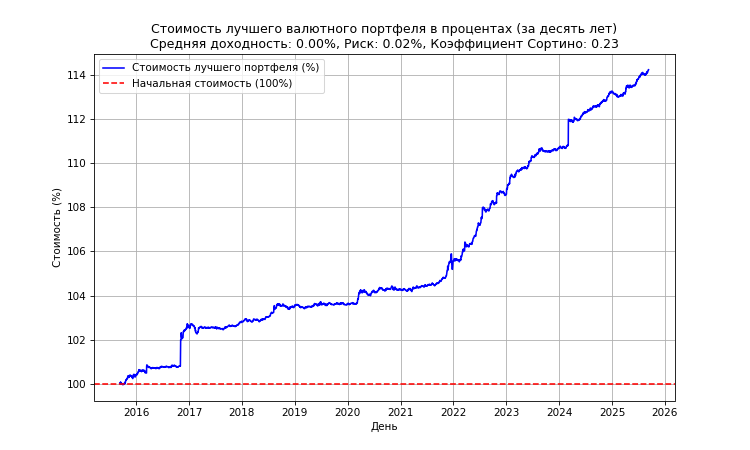 Стоимость лучшего валютного портфеля в процентах (за десять лет)
Средняя доходность: 0.00%, Риск: 0.02%, Коэффициент Сортино: 0.23
Стоимость лучшего портфеля (%)
Начальная стоимость (100%)
Стоимость (%)
114
112
110
108
106
104
102
100
2016 2017 2018 2019 2020 2021 2022 2023 2024 2025 2026
День